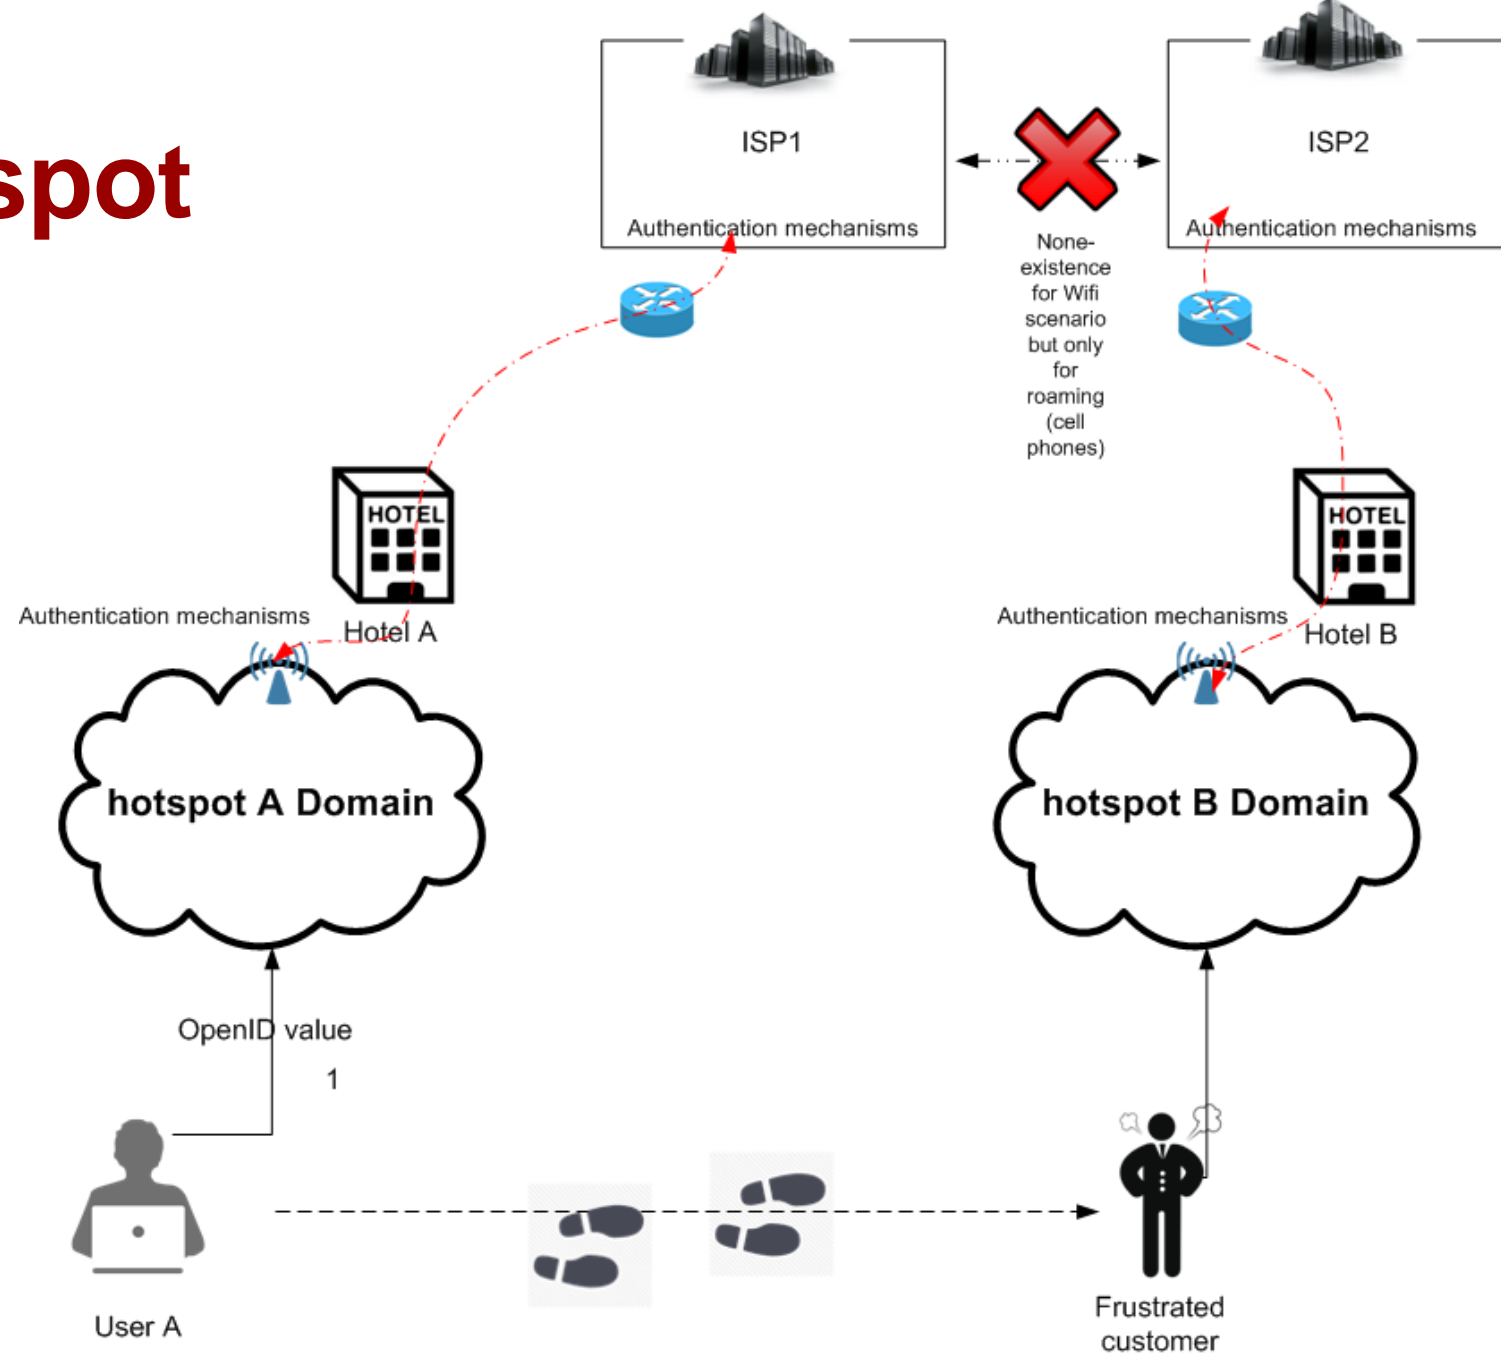 spot
ISP1
ISP2
Authentication mechanisms
Authentication mechanisms
None-
existence
for Wifi
scenario
but only
for
roaming
(cell
phones)
HOTEL
HOTEL
Authentication mechanisms
Hotel A
Authentication mechanisms
Hotel B
hotspot A Domain
hotspot B Domain
OpenID value
1
User A
Frustrated
customer